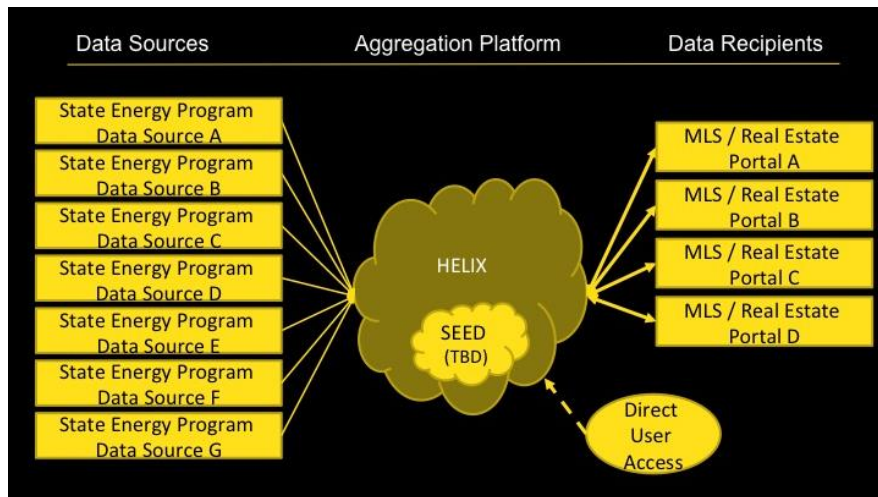 Data Sources
Aggregation Platform
Data Recipients
State Energy Program
Data Source A
State Energy Program
Data Source B
State Energy Program
Data Source C
State Energy Program
Data Source D
State Energy Program
Data Source E
State Energy Program
Data Source F
State Energy Program
Data Source G
HELIX
SEED
(TBD)
MLS / Real Estate
Portal A
MLS / Real Estate
Portal B
MLS / Real Estate
Portal C
MLS / Real Estate
Portal D
Direct
User
Access